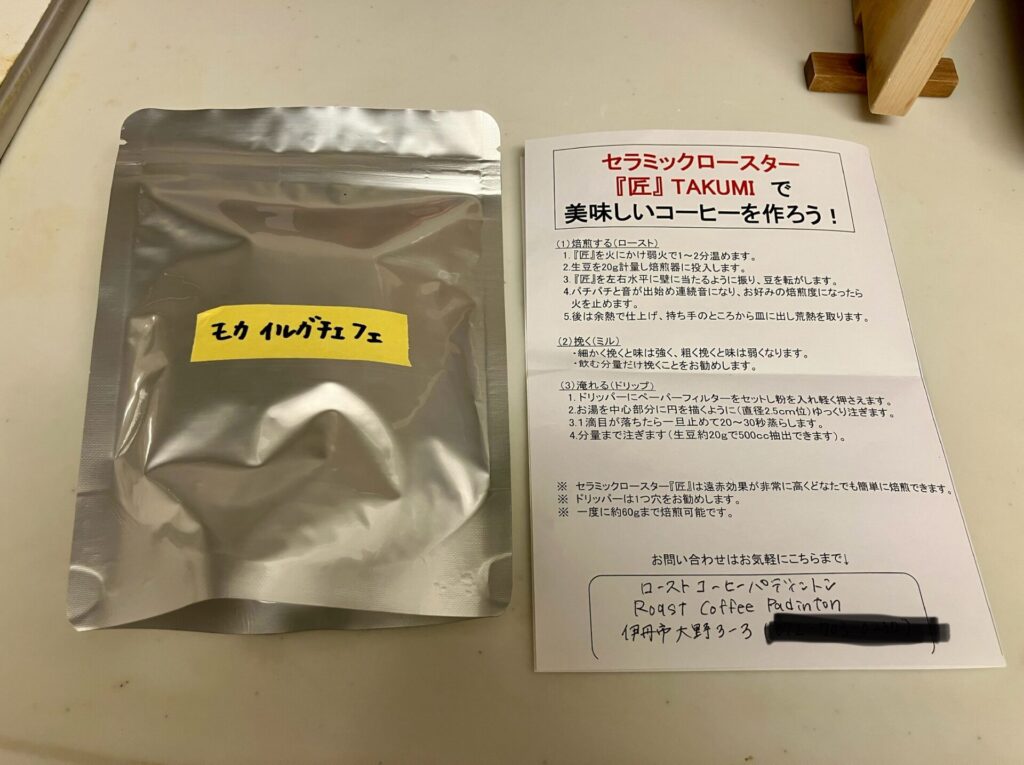 モカ イルガチェフェ
セラミックロースター
『匠』 TAKUMI で
美味しいコーヒーを作ろう!
(1)焙煎する(ロースト)
1.『匠』を火にかけ弱火で1~2分温めます。
2.生豆を20g計量し焙煎器に投入します。
3.『匠』を左右水平に壁に当たるように振り、豆を転がします。
4.パチパチと音が出始め連続音になり、お好みの焙煎度になったら
火を止めます。
5.後は余熱で仕上げ、持ち手のところから皿に出し荒熱を取ります。
(2)挽く(ミル)
・細かく挽くと味は強く、粗く挽くと味は弱くなります。
・飲む分量だけ挽くことをお勧めします。
(3)淹れる(ドリップ)
1.ドリッパーにペーパーフィルターをセットし粉を入れ軽く押さえます。
2.お湯を中心部分に円を描くように(直径2.5cm位)ゆっくり注ぎます。
3.1滴目が落ちたら一旦止めて20~30秒蒸らします。
4.分量まで注ぎます(生豆約20gで500cc抽出できます)。
※ セラミックロースター『匠』は遠赤効果が非常に高くどなたでも簡単に焙煎できます。
※ ドリッパーは1つ穴をお勧めします。
※ 一度に約60gまで焙煎可能です。
お問い合わせはお気軽にこちらまで↓
ローストコーヒーパディントン
Roast Coffee Padinton
伊丹市大野3-3